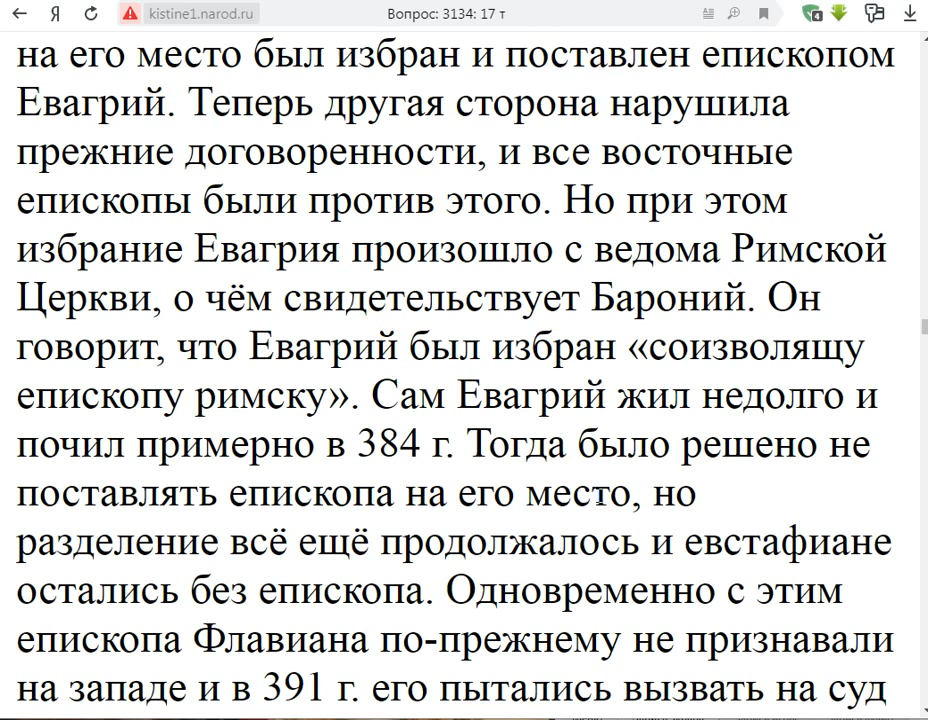 Я
kistine1.narod.ru
Вопрос: 3134: 17 т
4
на его место был избран и поставлен епископом
Евагрий. Теперь другая сторона нарушила
прежние договоренности, и все восточные
епископы были против этого. Но при этом
избрание Евагрия произошло с ведома Римской
Церкви, о чём свидетельствует Бароний. Он
говорит, что Евагрий был избран «соизволящу
епископу римску». Сам Евагрий жил недолго и
почил примерно в 384 г. Тогда было решено не
поставлять епископа на его место, но
разделение всё ещё продолжалось и евстафиане
остались без епископа. Одновременно с этим
епископа Флавиана по-прежнему не признавали
на западе и в 391 г. его пытались вызвать на суд